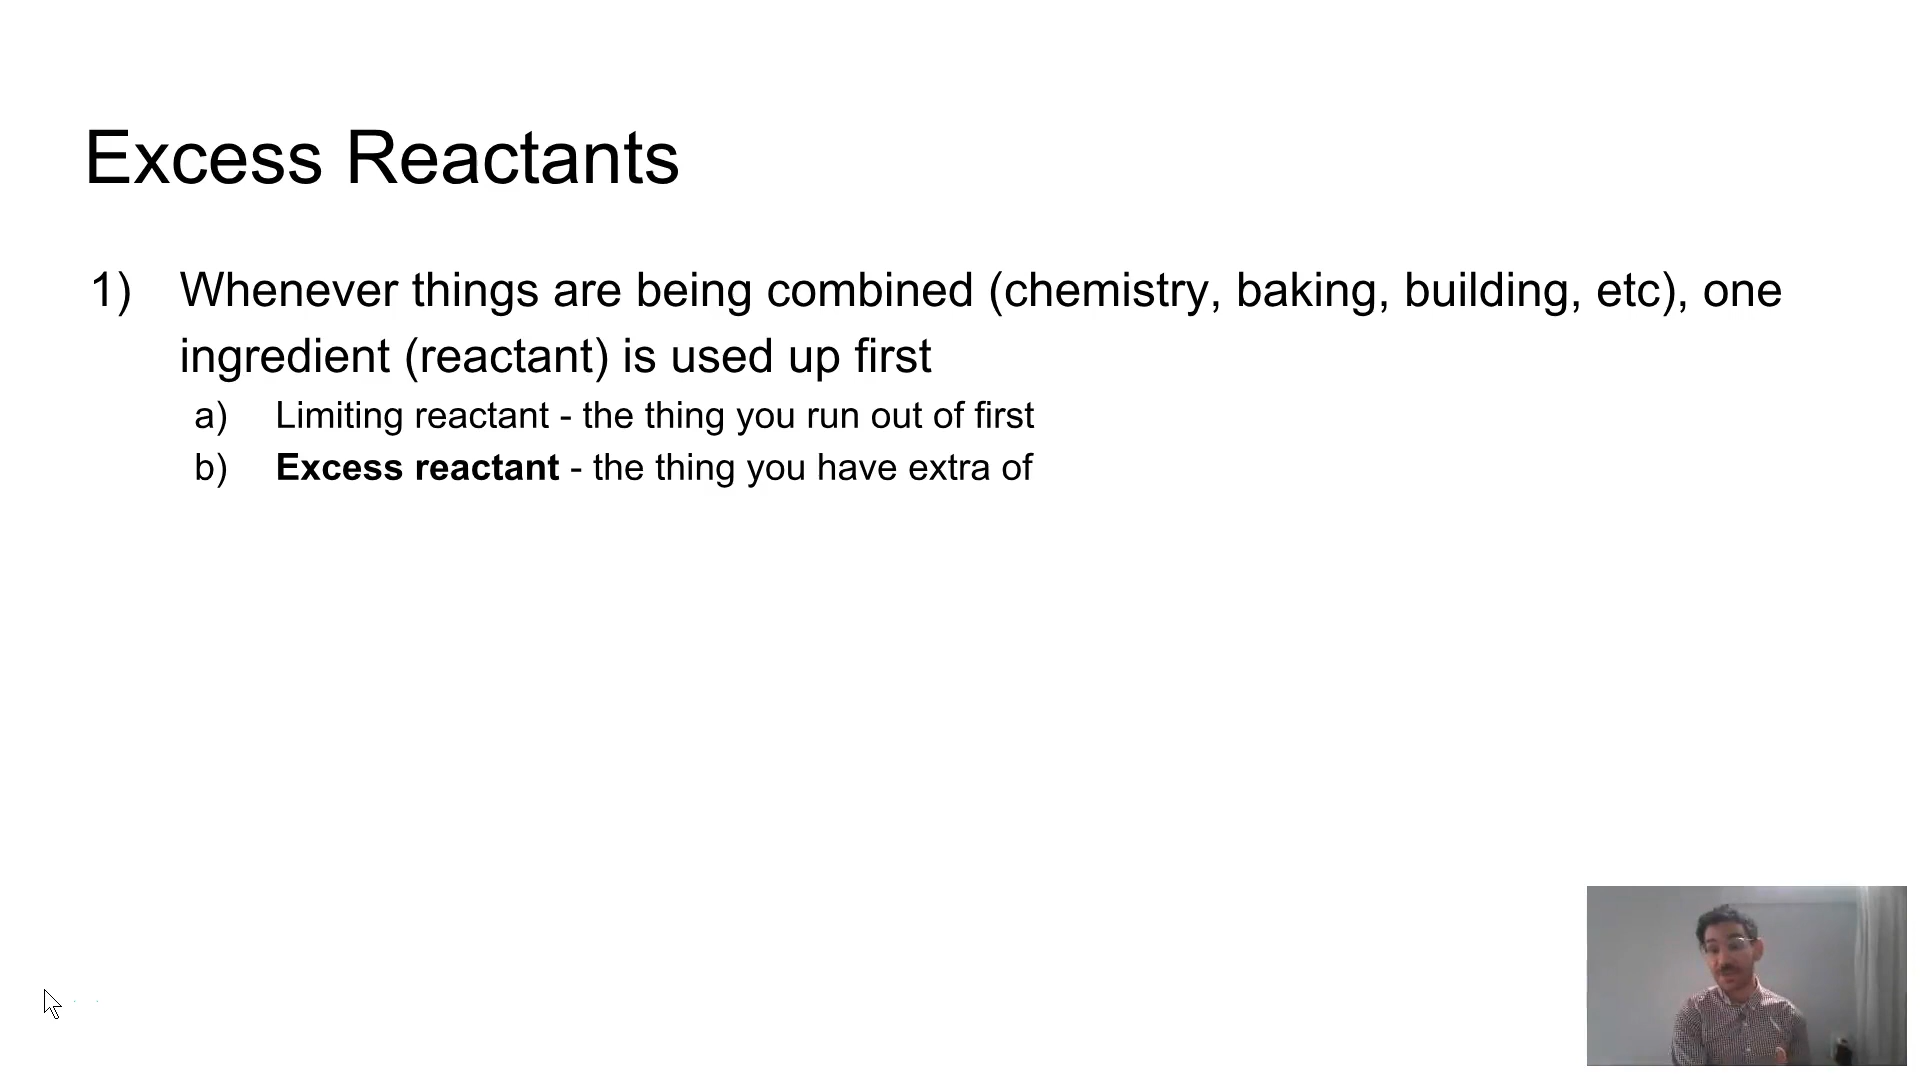 Excess Reactants
1) Whenever things are being combined (chemistry, baking, building, etc), one
ingredient (reactant) is used up first
a) Limiting reactant - the thing you run out of first
b) Excess reactant - the thing you have extra of